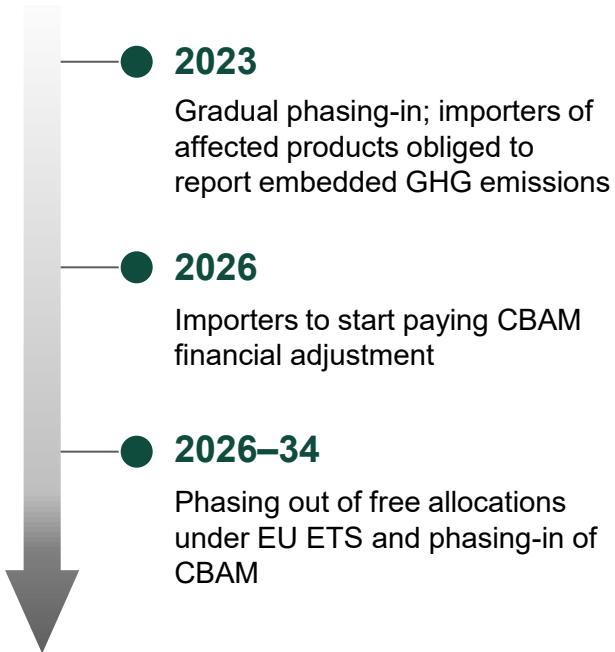 2023
Gradual phasing-in; importers of
affected products obliged to
report embedded GHG emissions
2026
Importers to start paying CBAM
financial adjustment
2026–34
Phasing out of free allocations
under EU ETS and phasing-in of
CBAM